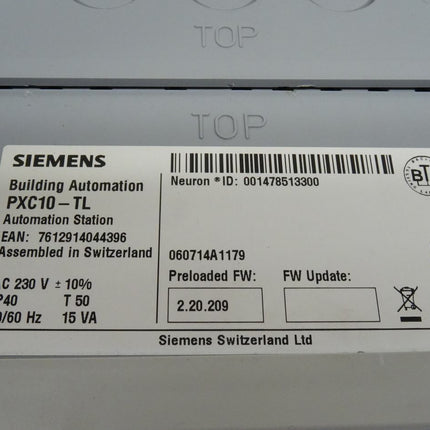 TOP
TOP
SIEMENS
Neuron ® ID: 001478513300
Building Automation
PXC10-TL
Automation Station
EAN: 7612914044396
Assembled in Switzerland
060714A1179
Preloaded FW: FW Update:
2.20.209
C 230 V ± 10%
P40 T 50
0/60 Hz 15 VA
Siemens Switzerland Ltd